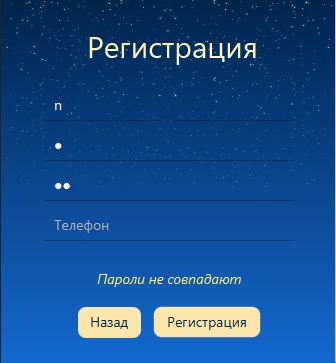 Регистрация
n
●
●●
Телефон
Пароли не совпадают
Назад Регистрация